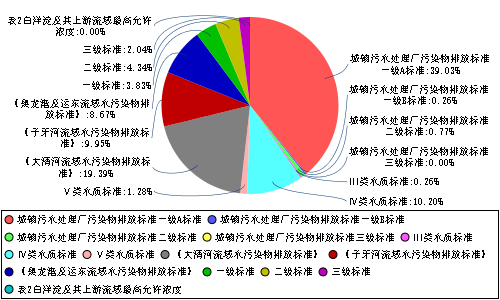 表2白洋淀及其上游流域最高允许
浓度:0.00%
三级标准:2.04%
二级标准:4.34%
一级标准:3.83%
《奥龙港及运东流域水污染物排
放标准》:8.67%
《子牙河流域水污染物排放标
准》:9.95%
《大清河流域水污染物排放标
准》:19.39%
V类水质标准:1.28%
城镇污水处理厂污染物排放标准
一级A标准:39.03%
城镇污水处理厂污染物排放标准
一级B标准:0.26%
城镇污水处理厂污染物排放标准
二级标准:0.77%
城镇污水处理厂污染物排放标准
三级标准:0.00%
III类水质标准:0.26%
IV类水质标准:10.20%
城镇污水处理厂污染物排放标准一级A标准 城镇污水处理厂污染物排放标准一级B标准
城镇污水处理厂污染物排放标准二级标准 城镇污水处理厂污染物排放标准三级标准 III类水质标准
IV类水质标准 V类水质标准 《大清河流域水污染物排放标准》 《子牙河流域水污染物排放标准》
《奥龙港及运东流域水污染物排放标准》 一级标准 二级标准 三级标准
表2白洋淀及其上游流域最高允许浓度